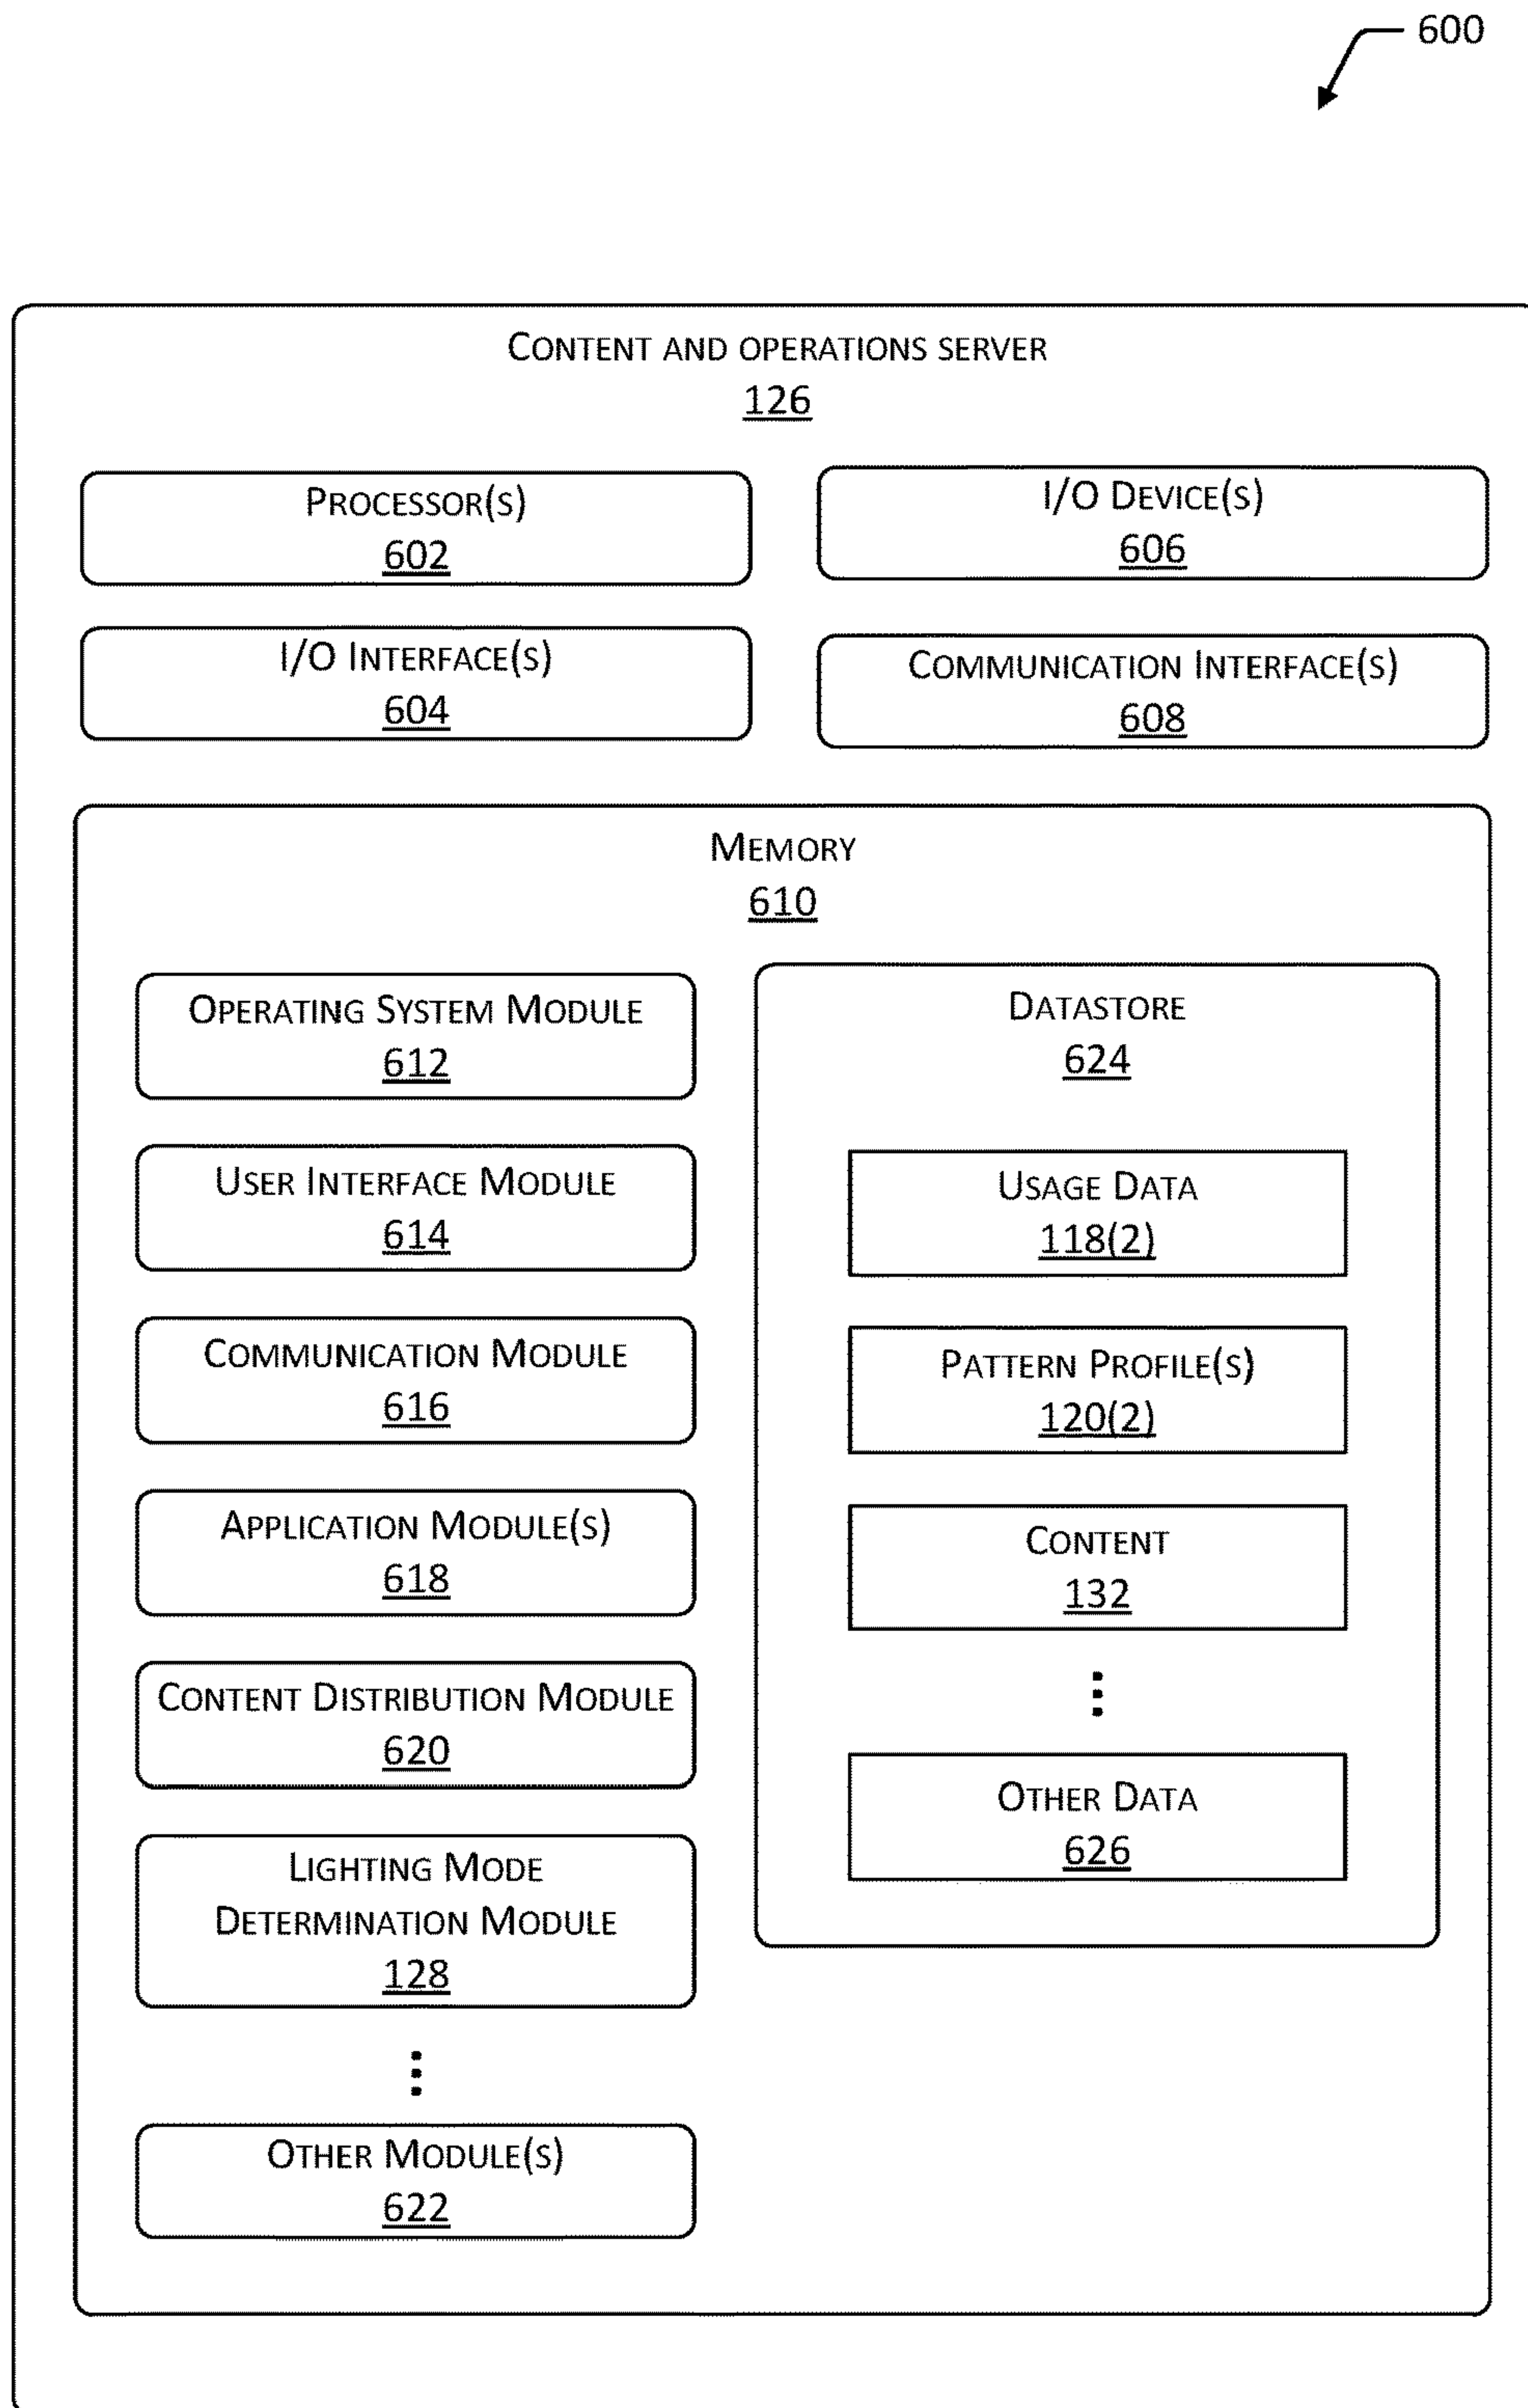 600
CONTENT AND OPERATIONS SERVER
126
PROCESSOR(S)
602
I/O DEVICE(S)
606
I/O INTERFACE(S)
604
COMMUNICATION INTERFACE(S)
608
MEMORY
610
OPERATING SYSTEM MODULE
612
USER INTERFACE MODULE
614
COMMUNICATION MODULE
616
APPLICATION MODULE(S)
618
CONTENT DISTRIBUTION MODULE
620
LIGHTING MODE
DETERMINATION MODULE
128
OTHER MODULE(S)
622
DATASTORE
624
USAGE DATA
118(2)
PATTERN PROFILE(S)
120(2)
CONTENT
132
OTHER DATA
626